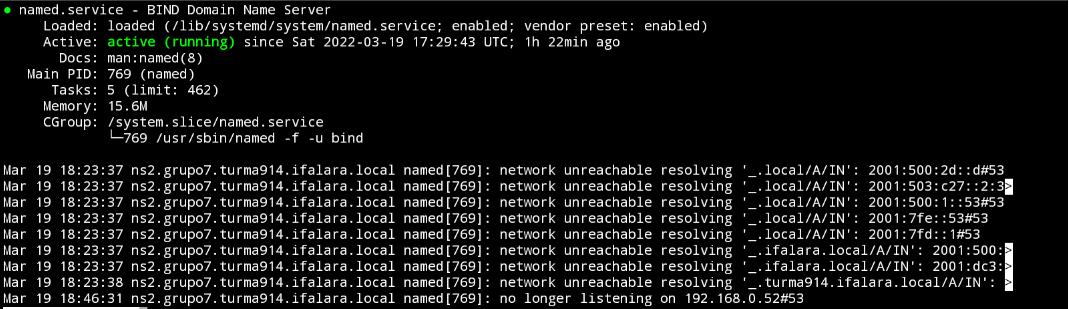 ● named.service - BIND Domain Name Server
Loaded: loaded (/lib/systemd/system/named.service; enabled; vendor preset: enabled)
Active: active (running) since Sat 2022-03-19 17:29:43 UTC; 1h 22min ago
Docs: man:named(8)
Main PID: 769 (named)
Tasks: 5 (limit: 462)
Memory: 15.6M
CGroup: /system.slice/named.service
└─769 /usr/sbin/named -f -u bind
Mar 19 18:23:37 ns2.grupo7.turma914.ifalara.local named[769]: network unreachable resolving '_.local/A/IN': 2001:500:2d::d#53
Mar 19 18:23:37 ns2.grupo7.turma914.ifalara.local named[769]: network unreachable resolving '_.local/A/IN': 2001:503:c27::2:3>
Mar 19 18:23:37 ns2.grupo7.turma914.ifalara.local named[769]: network unreachable resolving '_.local/A/IN': 2001:500:1::53#53
Mar 19 18:23:37 ns2.grupo7.turma914.ifalara.local named[769]: network unreachable resolving '_.local/A/IN': 2001:7fe::53#53
Mar 19 18:23:37 ns2.grupo7.turma914.ifalara.local named[769]: network unreachable resolving '_.local/A/IN': 2001:7fd::1#53
Mar 19 18:23:37 ns2.grupo7.turma914.ifalara.local named[769]: network unreachable resolving '_.ifalara.local/A/IN': 2001:500:>
Mar 19 18:23:37 ns2.grupo7.turma914.ifalara.local named[769]: network unreachable resolving '_.ifalara.local/A/IN': 2001:dc3:>
Mar 19 18:23:38 ns2.grupo7.turma914.ifalara.local named[769]: network unreachable resolving '_.turma914.ifalara.local/A/IN': >
Mar 19 18:46:31 ns2.grupo7.turma914.ifalara.local named[769]: no longer listening on 192.168.0.52#53